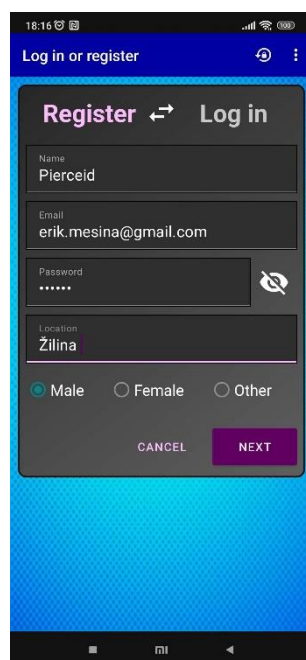 18:16 100
Log in or register
Register Log in
Name
Pierceid
Email
erik.mesina@gmail.com
Password
••••••
Location
Žilina
Male Female Other
CANCEL NEXT